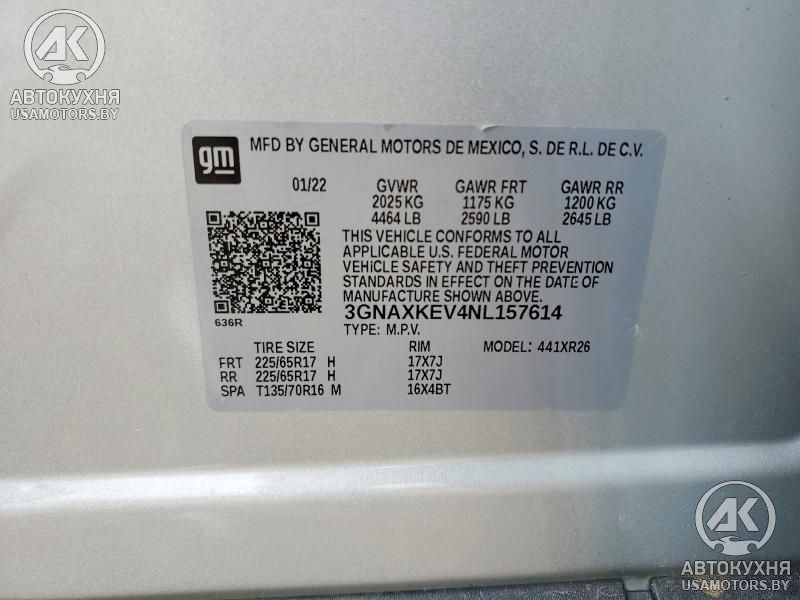 АК
АВТОКУХНЯ
USAMOTORS.BY
gm MFD BY GENERAL MOTORS DE MEXICO, S. DE R.L. DE C.V.
01/22 GVWR GAWR FRT GAWR RR
2025 KG 1175 KG 1200 KG
4464 LB 2590 LB 2645 LB
THIS VEHICLE CONFORMS TO ALL
APPLICABLE U.S. FEDERAL MOTOR
VEHICLE SAFETY AND THEFT PREVENTION
STANDARDS IN EFFECT ON THE DATE OF
MANUFACTURE SHOWN ABOVE.
636R 3GNAXKEV4NL157614
TYPE: M.P.V.
TIRE SIZE RIM MODEL: 441XR26
FRT 225/65R17 H 17X7J
RR 225/65R17 H 17X7J
SPA T135/70R16 M 16X4BT
4К
АВТОКУХНЯ
USAMOTORS.BY